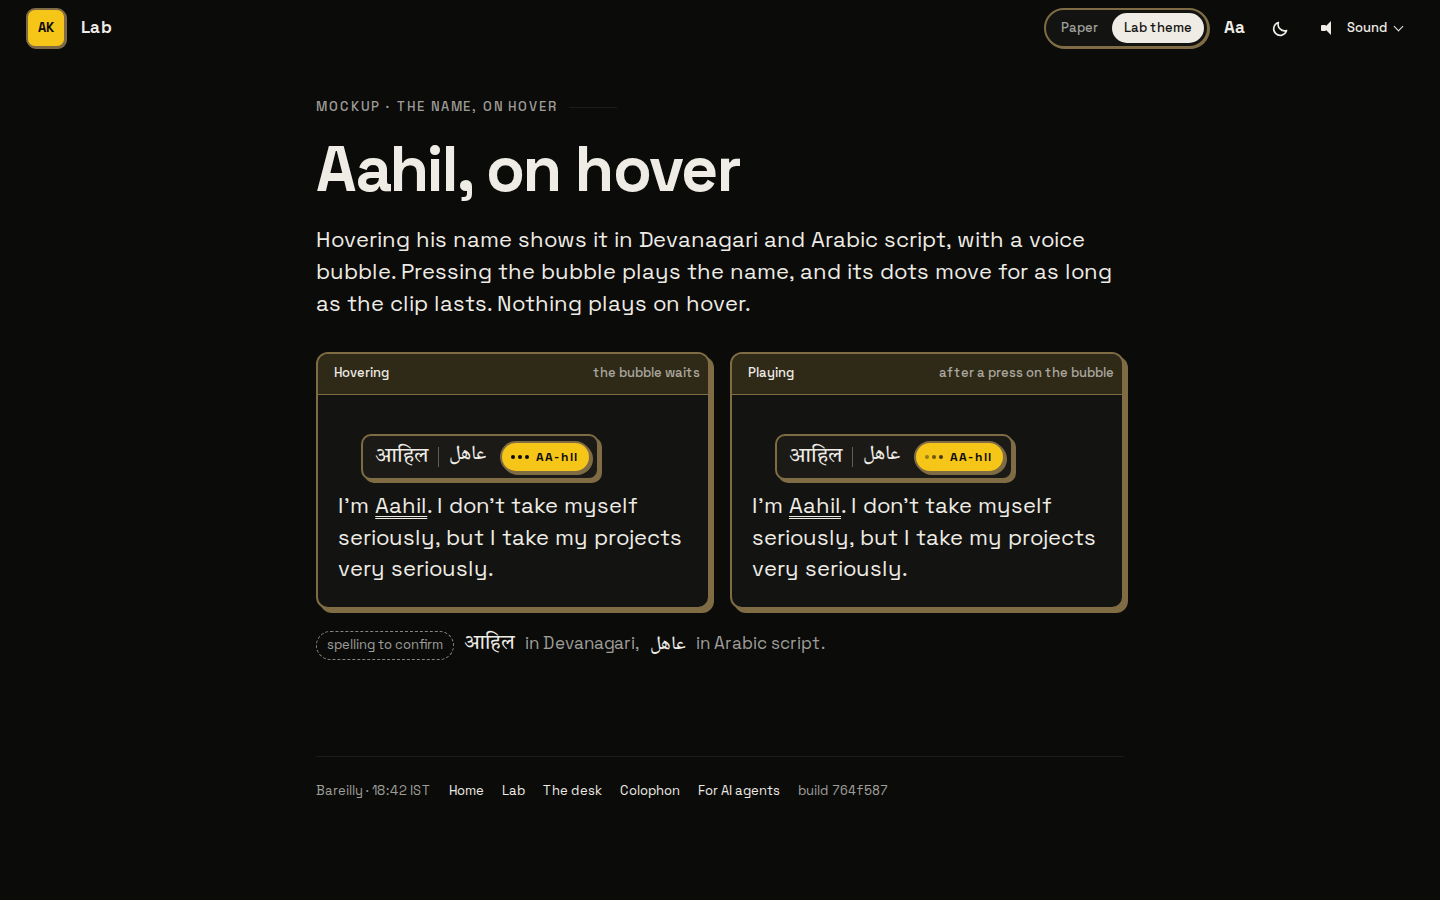 AK Lab Paper Lab theme Aa Sound
MOCKUP · THE NAME, ON HOVER
Aahil, on hover
Hovering his name shows it in Devanagari and Arabic script, with a voice
bubble. Pressing the bubble plays the name, and its dots move for as long
as the clip lasts. Nothing plays on hover.
Hovering the bubble waits
आहिल عاهل AA-hil
I’m Aahil. I don’t take myself
seriously, but I take my projects
very seriously.
Playing after a press on the bubble
आहिल عاهل AA-hil
I’m Aahil. I don’t take myself
seriously, but I take my projects
very seriously.
spelling to confirm आहिल in Devanagari, عاهل in Arabic script.
Bareilly · 18:42 IST Home Lab The desk Colophon For AI agents build 764f587